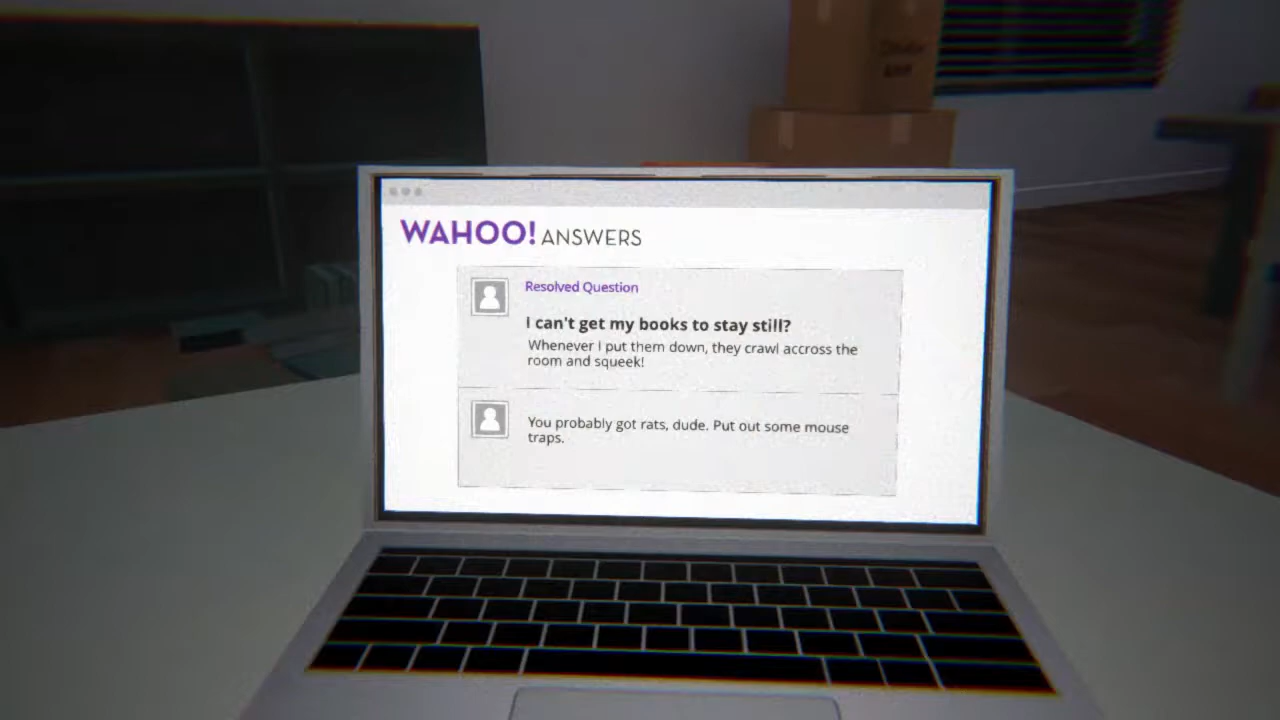 WAHOO! ANSWERS
Resolved Question
I can't get my books to stay still?
Whenever I put them down, they crawl accross the
room and squeek!
You probably got rats, dude. Put out some mouse
traps.